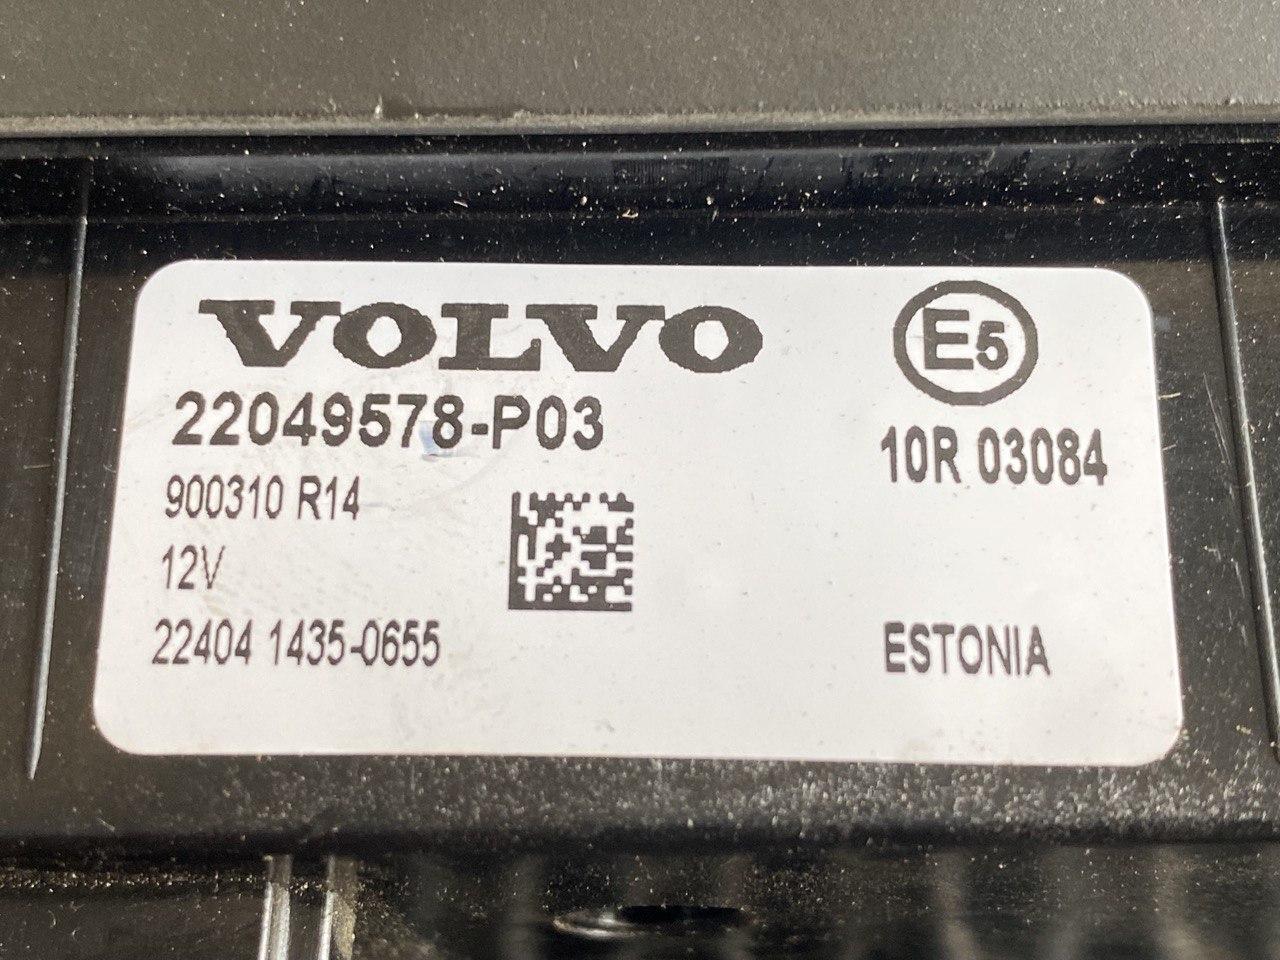 VOLVO
E5
22049578-P03
10R 03084
900310 R14
12V
22404 1435-0655
ESTONIA